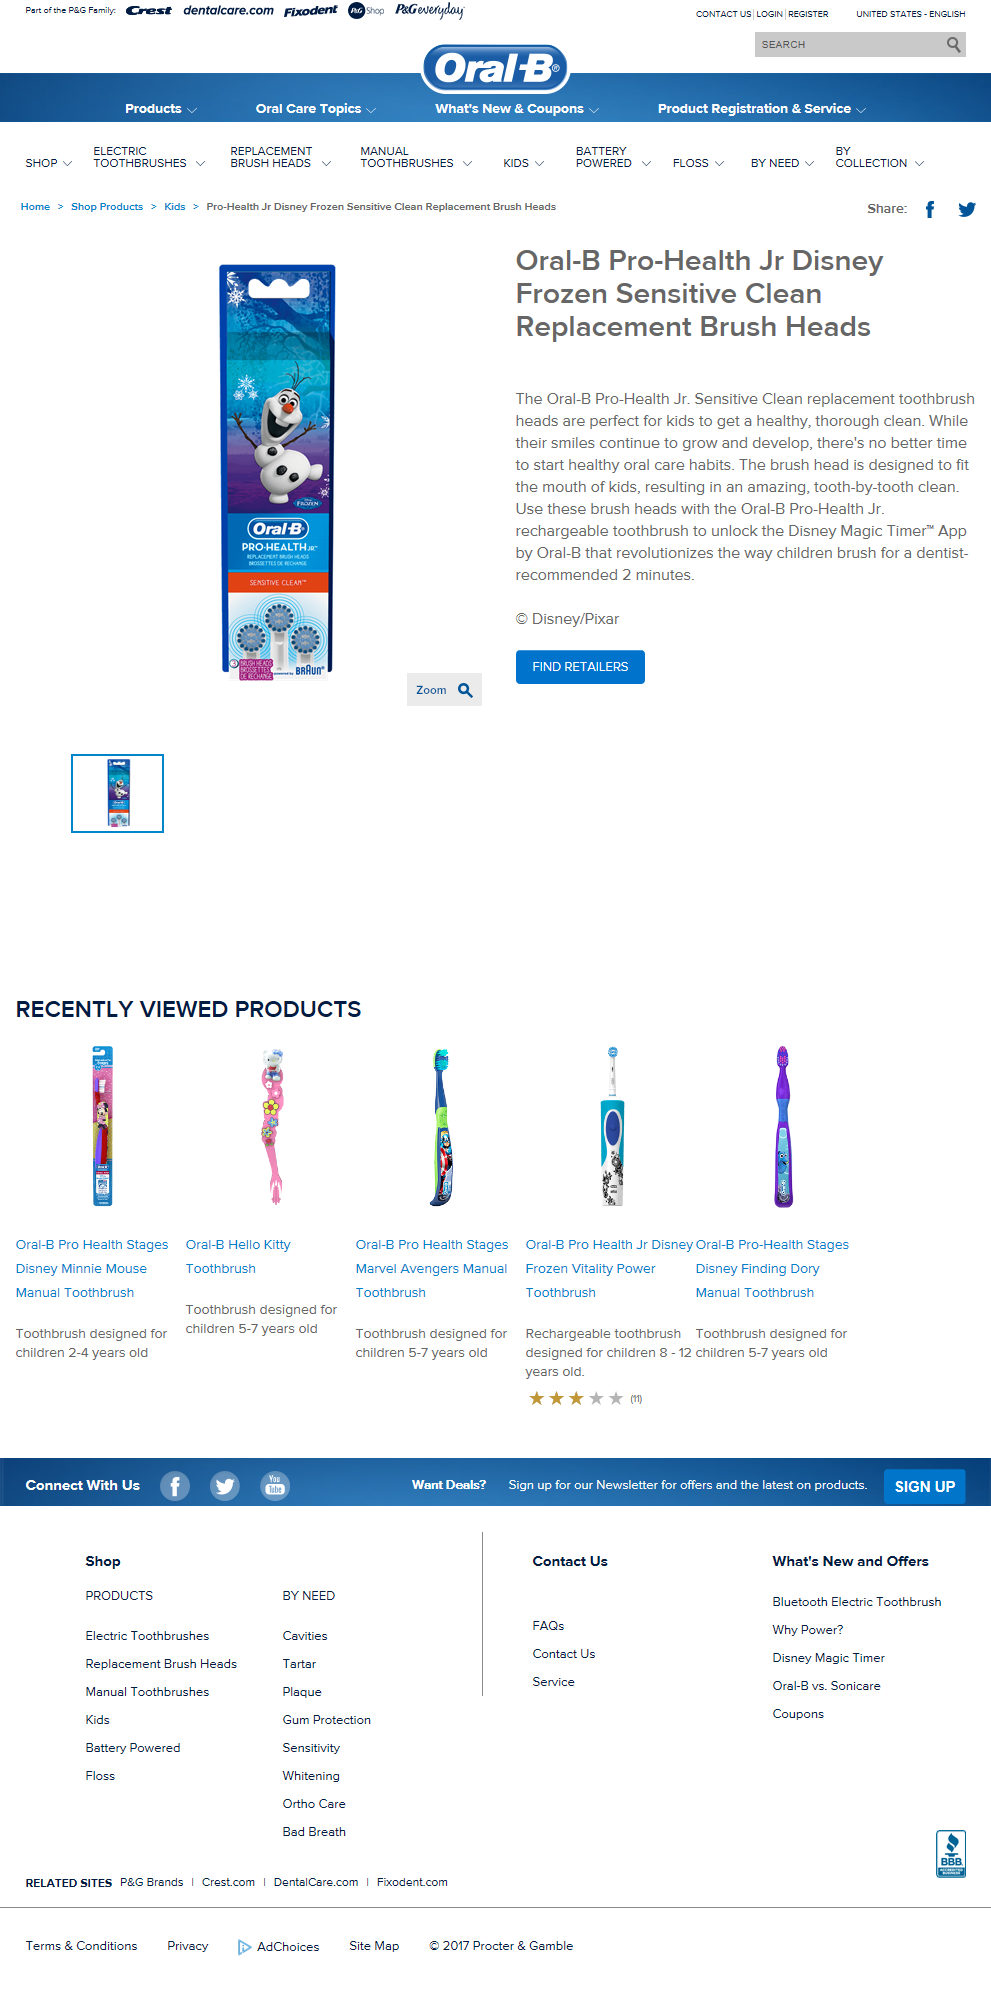 Part of the P&G Family: Crest dentalcare.com Fixodent P&G Shop P&G everyday
CONTACT US | LOGIN | REGISTER UNITED STATES - ENGLISH
SEARCH
Oral-B®
Products Oral Care Topics What's New & Coupons Product Registration & Service
SHOP ELECTRIC TOOTHBRUSHES REPLACEMENT BRUSH HEADS MANUAL TOOTHBRUSHES KIDS BATTERY POWERED FLOSS BY NEED BY COLLECTION
Home > Shop Products > Kids > Pro-Health Jr Disney Frozen Sensitive Clean Replacement Brush Heads
Share:
Oral-B Pro-Health Jr Disney
Frozen Sensitive Clean
Replacement Brush Heads
The Oral-B Pro-Health Jr. Sensitive Clean replacement toothbrush
heads are perfect for kids to get a healthy, thorough clean. While
their smiles continue to grow and develop, there's no better time
to start healthy oral care habits. The brush head is designed to fit
the mouth of kids, resulting in an amazing, tooth-by-tooth clean.
Use these brush heads with the Oral-B Pro-Health Jr.
rechargeable toothbrush to unlock the Disney Magic Timer™ App
by Oral-B that revolutionizes the way children brush for a dentist-
recommended 2 minutes.
© Disney/Pixar
FIND RETAILERS
FROZEN
Oral-B
PRO-HEALTH JR™
REPLACEMENT BRUSH HEADS
BROSSETTES DE RECHANGE
SENSITIVE CLEAN™
3 BRUSH HEADS
BROSSETTES
DE RECHANGE
powered by BRAUN
Zoom
RECENTLY VIEWED PRODUCTS
Oral-B Pro Health Stages
Disney Minnie Mouse
Manual Toothbrush
Toothbrush designed for
children 2-4 years old
Oral-B Hello Kitty
Toothbrush
Toothbrush designed for
children 5-7 years old
Oral-B Pro Health Stages
Marvel Avengers Manual
Toothbrush
Toothbrush designed for
children 5-7 years old
Oral-B Pro Health Jr Disney
Frozen Vitality Power
Toothbrush
Rechargeable toothbrush
designed for children 8 - 12
years old.
(11)
Oral-B Pro-Health Stages
Disney Finding Dory
Manual Toothbrush
Toothbrush designed for
children 5-7 years old
Connect With Us You Tube Want Deals? Sign up for our Newsletter for offers and the latest on products. SIGN UP
Shop
PRODUCTS
Electric Toothbrushes
Replacement Brush Heads
Manual Toothbrushes
Kids
Battery Powered
Floss
BY NEED
Cavities
Tartar
Plaque
Gum Protection
Sensitivity
Whitening
Ortho Care
Bad Breath
Contact Us
FAQs
Contact Us
Service
What's New and Offers
Bluetooth Electric Toothbrush
Why Power?
Disney Magic Timer
Oral-B vs. Sonicare
Coupons
BBB
ACCREDITED
BUSINESS
RELATED SITES P&G Brands | Crest.com | DentalCare.com | Fixodent.com
Terms & Conditions Privacy AdChoices Site Map © 2017 Procter & Gamble